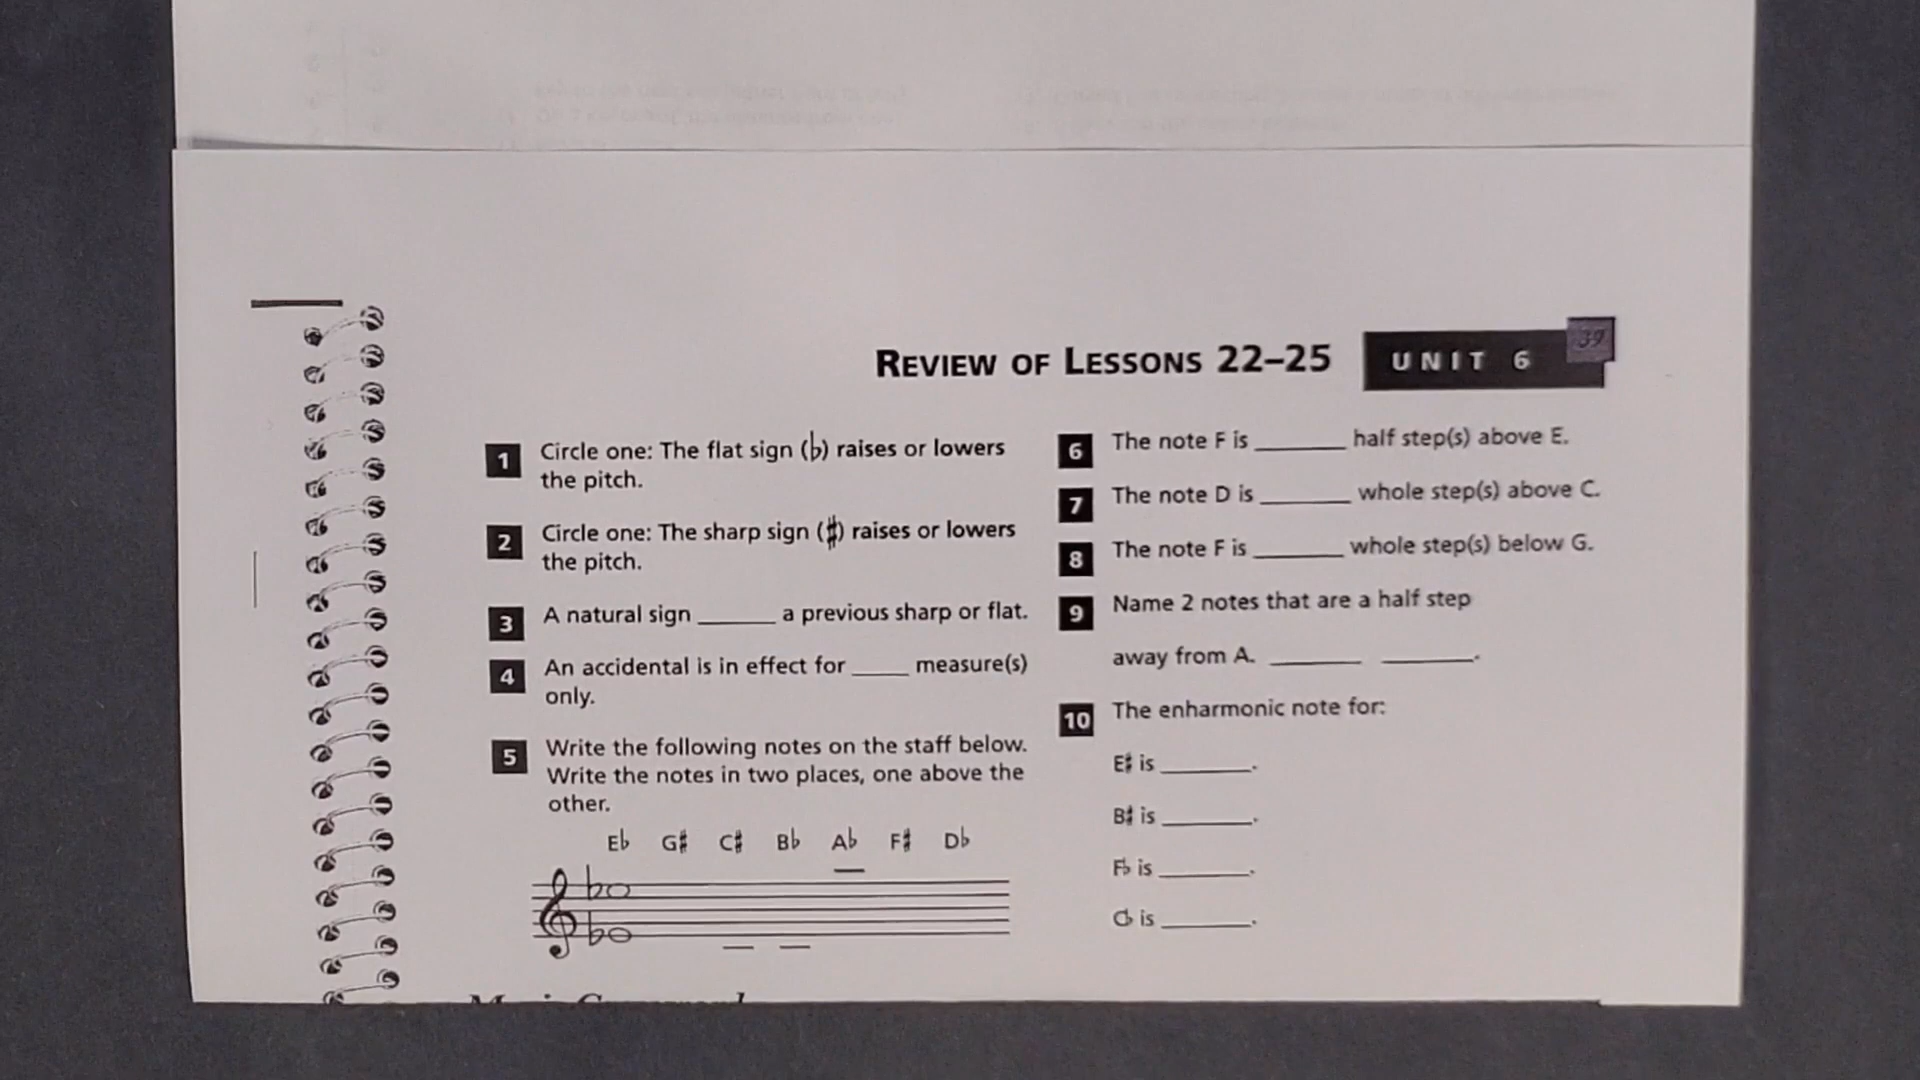 REVIEW OF LESSONS 22–25
UNIT 6
39
1 Circle one: The flat sign (♭) raises or lowers
the pitch.
2 Circle one: The sharp sign (♯) raises or lowers
the pitch.
3 A natural sign ______ a previous sharp or flat.
4 An accidental is in effect for ____ measure(s)
only.
5 Write the following notes on the staff below.
Write the notes in two places, one above the
other.
E♭ G♯ C♯ B♭ A♭ F♯ D♭
6 The note F is _______ half step(s) above E.
7 The note D is _______ whole step(s) above C.
8 The note F is _______ whole step(s) below G.
9 Name 2 notes that are a half step
away from A. _______ _______.
10 The enharmonic note for:
E♯ is _______.
B♯ is _______.
F♭ is _______.
C♭ is _______.